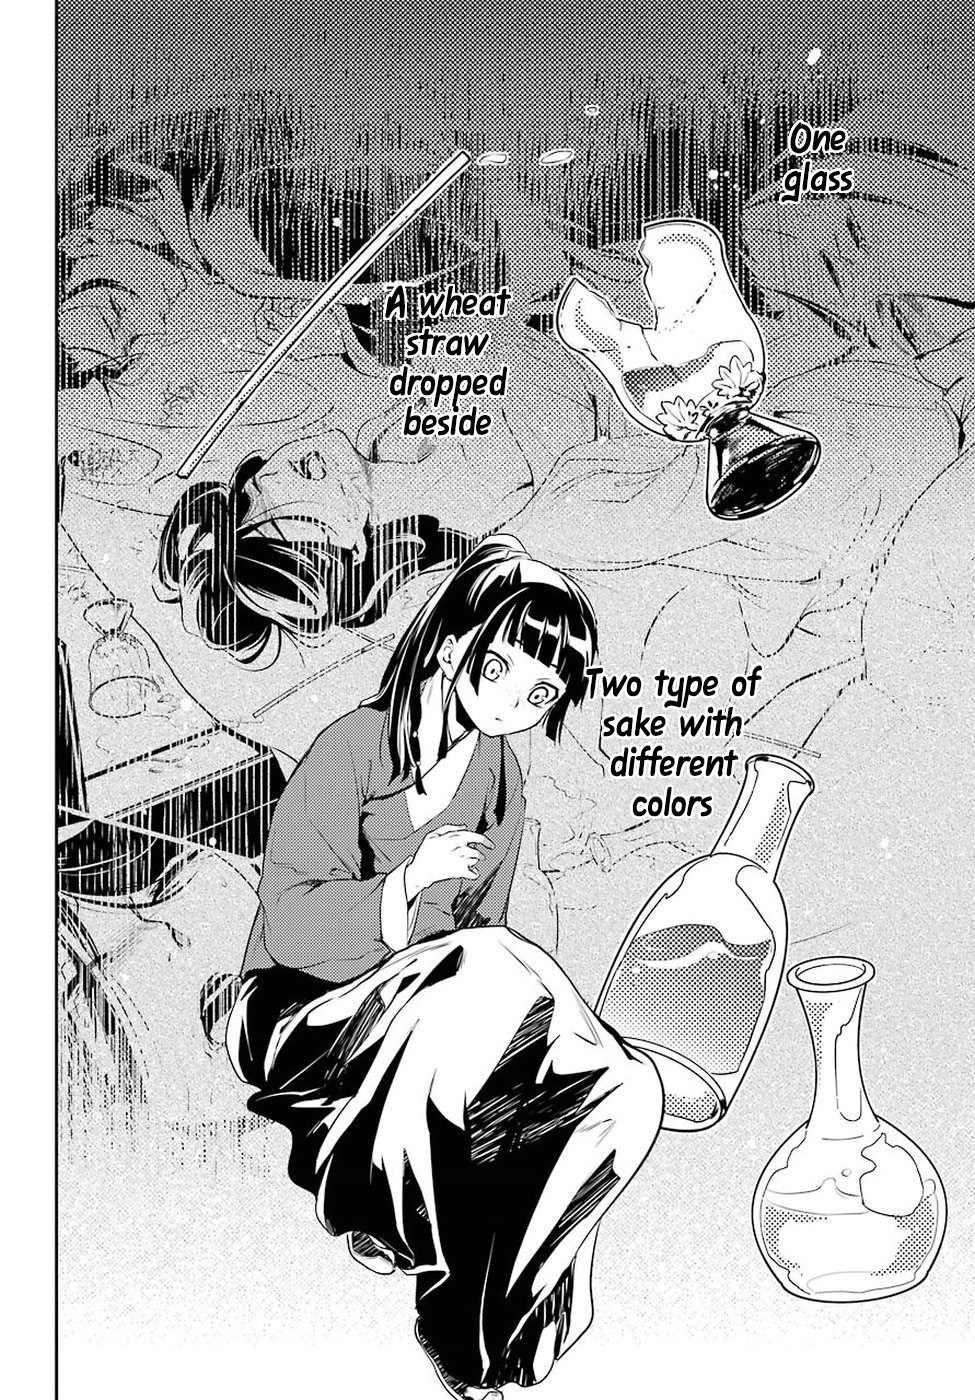 One
glass
A wheat
straw
dropped
beside
Two type of
sake with
different
colors